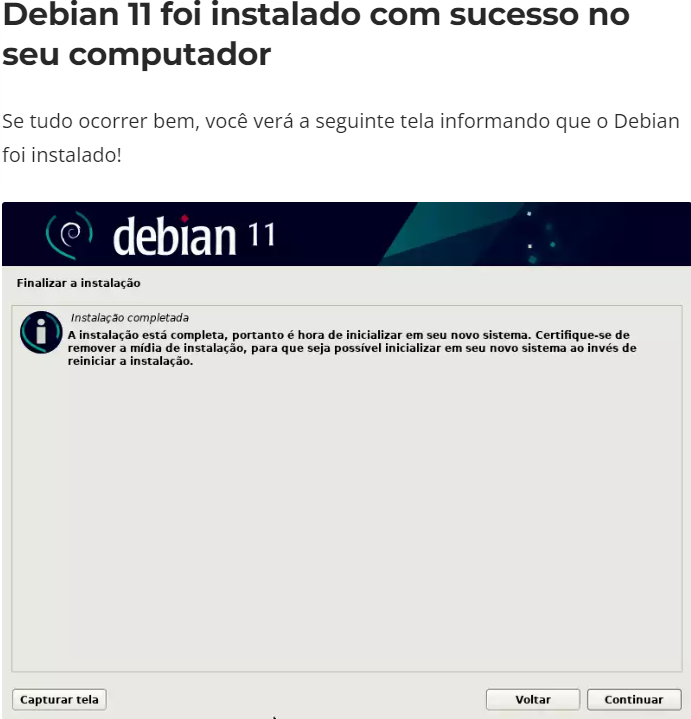 Debian 11 foi instalado com sucesso no
seu computador
Se tudo ocorrer bem, você verá a seguinte tela informando que o Debian
foi instalado!
debian 11
Finalizar a instalação
Instalação completada
A instalação está completa, portanto é hora de inicializar em seu novo sistema. Certifique-se de
remover a mídia de instalação, para que seja possível inicializar em seu novo sistema ao invés de
reiniciar a instalação.
Capturar tela
Voltar
Continuar